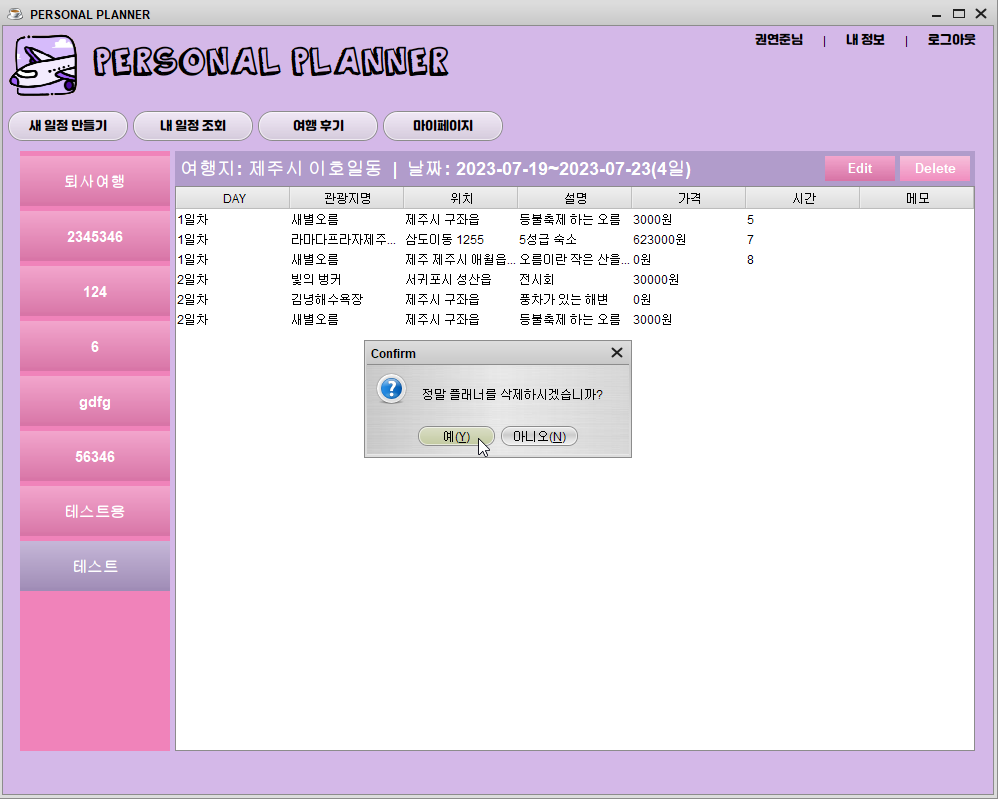 PERSONAL PLANNER
PERSONAL PLANNER
권연준님 | 내 정보 | 로그아웃
새 일정 만들기 내 일정 조회 여행 후기 마이페이지
퇴사여행
2345346
124
6
gdfg
56346
테스트용
테스트
여행지: 제주시 이호일동 | 날짜: 2023-07-19~2023-07-23(4일) Edit Delete
DAY 관광지명 위치 설명 가격 시간 메모
1일차 새별오름 제주시 구좌읍 등불축제 하는 오름 3000원 5
1일차 라마다프라자제주... 삼도이동 1255 5성급 숙소 623000원 7
1일차 새별오름 제주 제주시 애월읍... 오름이란 작은 산을... 0원 8
2일차 빛의 벙커 서귀포시 성산읍 전시회 30000원
2일차 김녕해수욕장 제주시 구좌읍 풍차가 있는 해변 0원
2일차 새별오름 제주시 구좌읍 등불축제 하는 오름 3000원
Confirm
정말 플래너를 삭제하시겠습니까?
예(Y) 아니오(N)